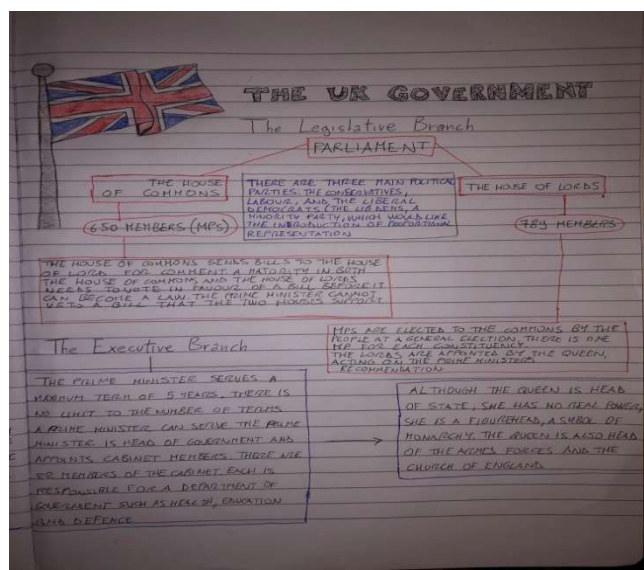 THE UK GOVERNMENT
The Legislative Branch
PARLIAMENT
THE HOUSE
OF COMMONS
650 MEMBERS (MPs)
THERE ARE THREE MAIN POLITICAL
PARTIES: THE CONSERVATIVES,
LABOUR, AND THE LIBERAL
DEMOCRATS (THE LIB DEMS, A
MINORITY PARTY, WHICH WOULD LIKE
THE INTRODUCTION OF PROPORTIONAL
REPRESENTATION
THE HOUSE OF LORDS
789 MEMBERS
THE HOUSE OF COMMONS SENDS BILLS TO THE HOUSE
OF LORD FOR COMMENT A MATORITY IN BOTH
THE HOUSE OF COMMONS AND THE HOUSE OF LORDS
NEEDS TO VOTE IN FAVOUR OF A BILL BEFORE IT
CAN BECOME A LAW. THE PRIME MINISTER CANNOT
VETO A BILL THAT THE TWO HOUSES SUPPORT
MPS ARE ELECTED TO THE COMMONS BY THE
PEOPLE AT A GENERAL ELECTION, THERE IS ONE
MP FOR EACH CONSTITUENCY.
THE LORDS ARE APPOINTED BY THE QUEEN,
ACTING ON THE PRIME MINISTERS
RECOMMENDATION
The Executive Branch
THE PRIME MINISTER SERVES A
MAXIMUM TERM OF 5 YEARS. THERE IS
NO LIMIT TO THE NUMBER OF TERMS
A PRIME MINISTER CAN SERVE THE PRIME
MINISTER IS HEAD OF GOVERNMENT AND
APPOINTS CABINET MEMBERS. THERE ARE
22 MEMBERS OF THE CABINET. EACH IS
RESPONSIBLE FOR A DEPARTMENT OF
GOVERNMENT SUCH AS HEALTH, EDUCATION
AND DEFENCE
ALTHOUGH THE QUEEN IS HEAD
OF STATE, SHE HAS NO REAL POWER,
SHE IS A FIGUREHEAD, A SYMBOL OF
MONARCHY. THE QUEEN IS ALSO HEAD
OF THE ARMED FORCES AND THE
CHURCH OF ENGLAND